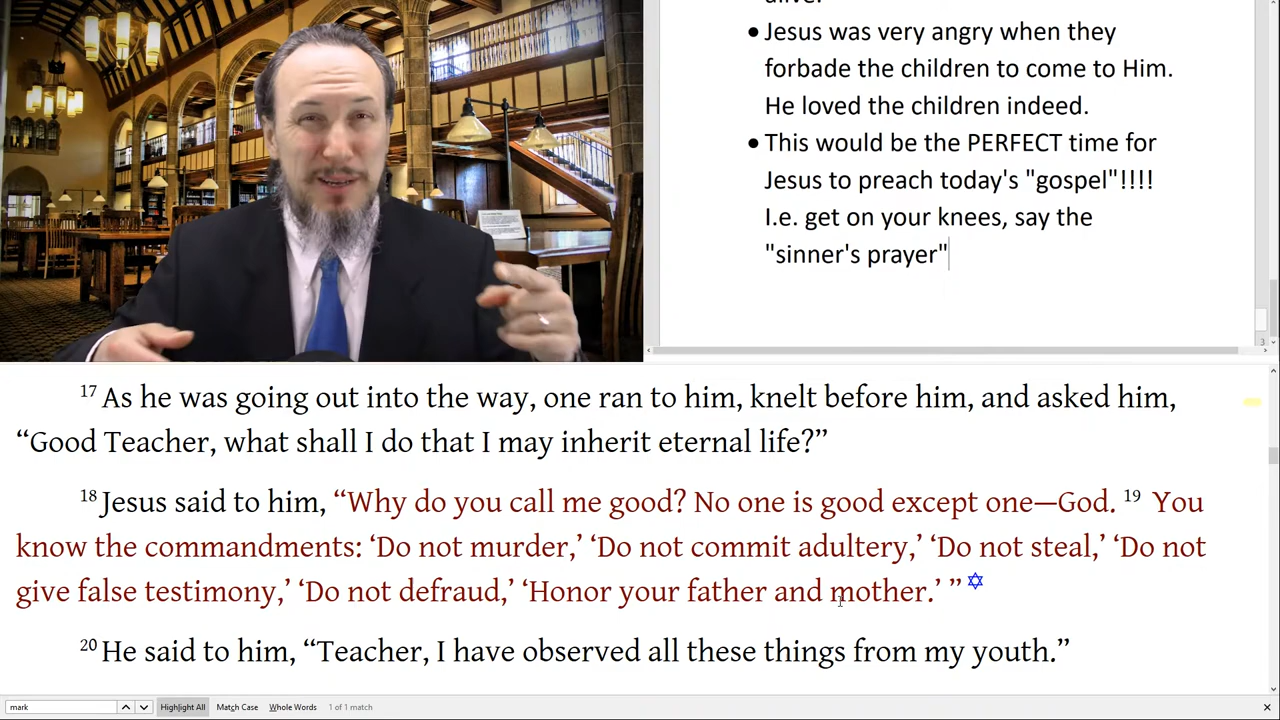 alive.
• Jesus was very angry when they
forbade the children to come to Him.
He loved the children indeed.
• This would be the PERFECT time for
Jesus to preach today's "gospel"!!!!
I.e. get on your knees, say the
"sinner's prayer"
3
17 As he was going out into the way, one ran to him, knelt before him, and asked him,
“Good Teacher, what shall I do that I may inherit eternal life?”
18 Jesus said to him, “Why do you call me good? No one is good except one—God. 19 You
know the commandments: ‘Do not murder,’ ‘Do not commit adultery,’ ‘Do not steal,’ ‘Do not
give false testimony,’ ‘Do not defraud,’ ‘Honor your father and mother.’ ” ✡
20 He said to him, “Teacher, I have observed all these things from my youth.”
mark Highlight All Match Case Whole Words 1 of 1 match